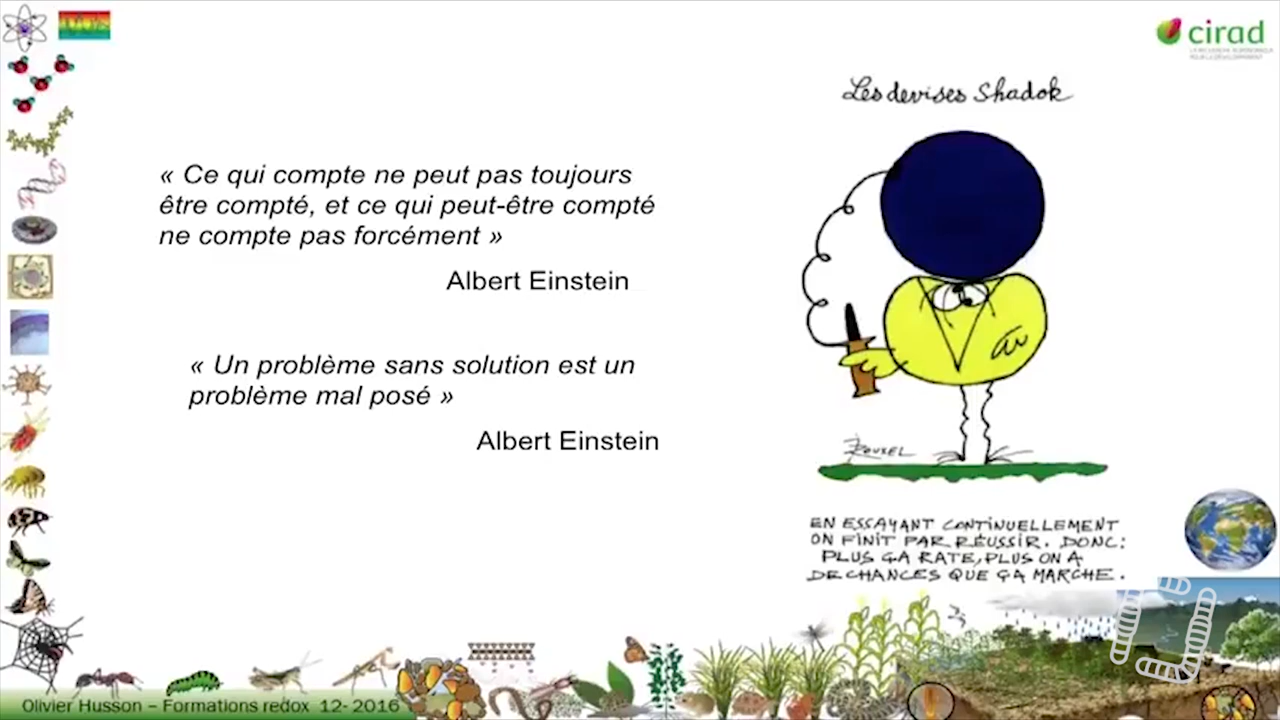 cirad
Les devises Shadok
« Ce qui compte ne peut pas toujours
être compté, et ce qui peut-être compté
ne compte pas forcément »
Albert Einstein
« Un problème sans solution est un
problème mal posé »
Albert Einstein
ROUXEL
EN ESSAYANT CONTINUELLEMENT
ON FINIT PAR RÉUSSIR. DONC:
PLUS ÇA RATE, PLUS ON A
DE CHANCES QUE ÇA MARCHE.
Olivier Husson – Formations redox 12- 2016